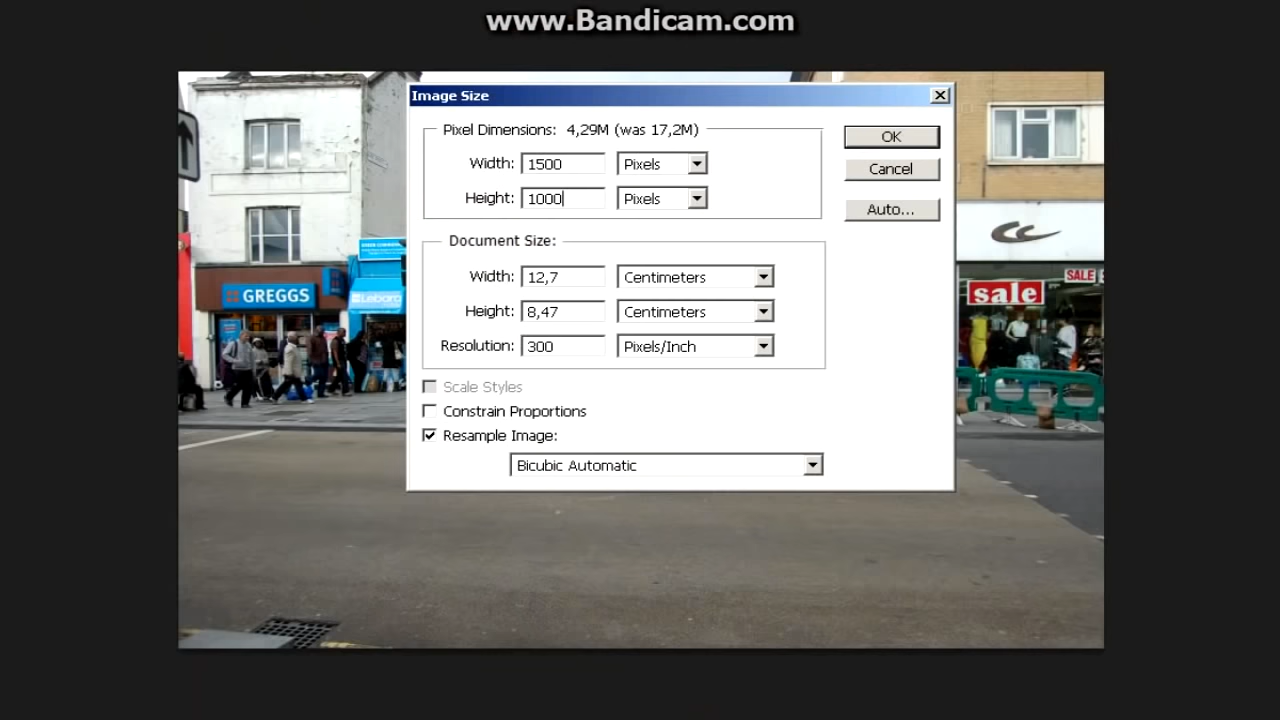 www.Bandicam.com
Image Size
Pixel Dimensions: 4,29M (was 17,2M)
Width: 1500 Pixels
Height: 1000 Pixels
OK
Cancel
Auto...
Document Size:
Width: 12,7 Centimeters
Height: 8,47 Centimeters
Resolution: 300 Pixels/Inch
Scale Styles
Constrain Proportions
Resample Image:
Bicubic Automatic
GREGGS
Lebara
SALE
sale